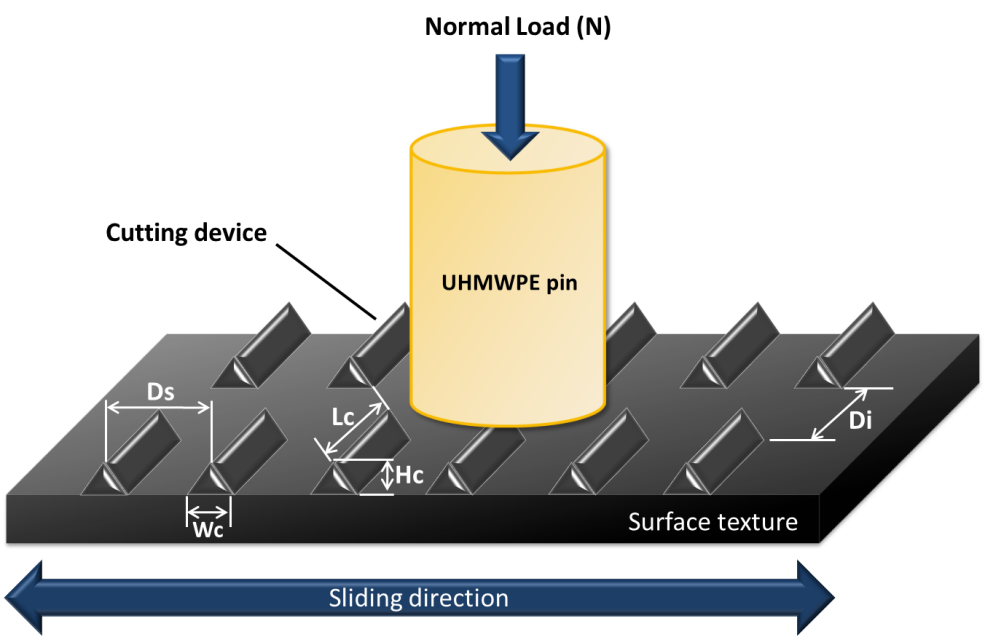 Normal Load (N)
Cutting device
UHMWPE pin
Ds
Lc
Di
Hc
Wc
Surface texture
Sliding direction